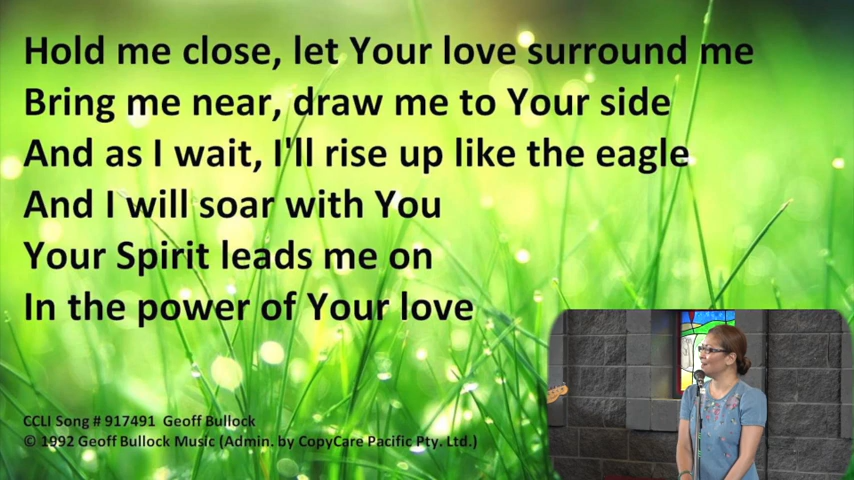 Hold me close, let Your love surround me
Bring me near, draw me to Your side
And as I wait, I'll rise up like the eagle
And I will soar with You
Your Spirit leads me on
In the power of Your love
CCLI Song # 917491  Geoff Bullock
© 1992 Geoff Bullock Music (Admin. by CopyCare Pacific Pty. Ltd.)